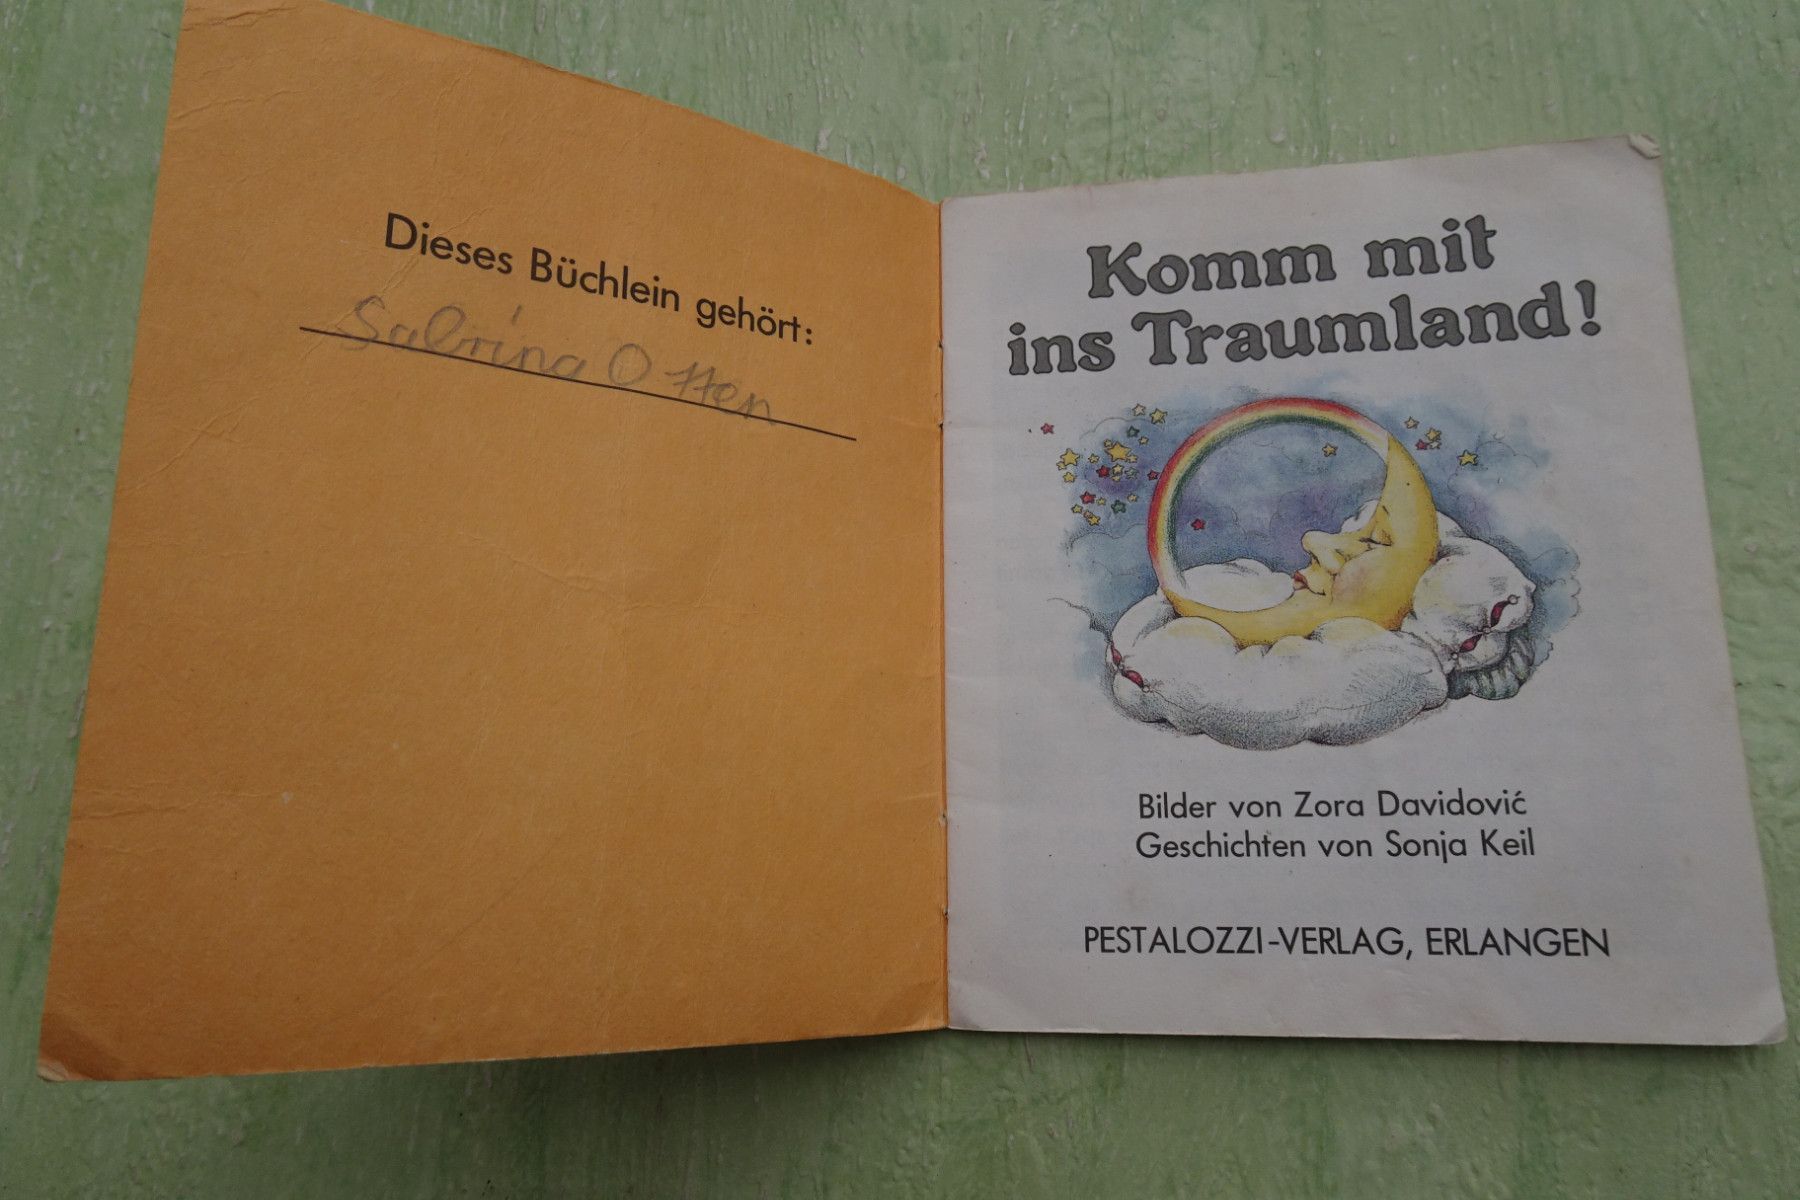 Dieses Büchlein gehört:
Sabrina Otten
Komm mit
ins Traumland!
Bilder von Zora Davidović
Geschichten von Sonja Keil
PESTALOZZI-VERLAG, ERLANGEN